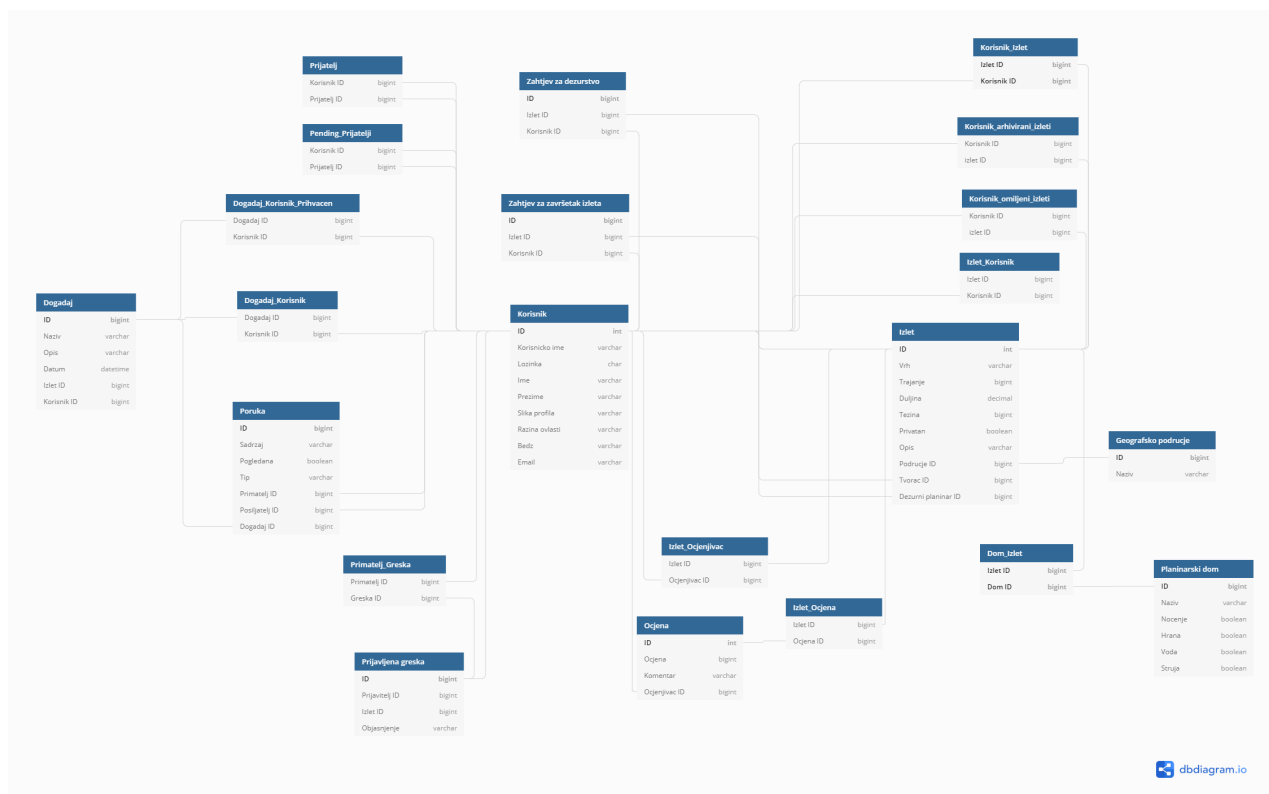 Prijatelj
Korisnik ID bigint
Prijatelj ID bigint
Pending_Prijatelji
Korisnik ID bigint
Prijatelj ID bigint
Događaj_Korisnik_Prihvacen
Događaj ID bigint
Korisnik ID bigint
Događaj
ID bigint
Naziv varchar
Opis varchar
Datum datetime
Izlet ID bigint
Korisnik ID bigint
Događaj_Korisnik
Događaj ID bigint
Korisnik ID bigint
Poruka
ID bigint
Sadrzaj varchar
Pogledana boolean
Tip varchar
Primatelj ID bigint
Posiljatelj ID bigint
Događaj ID bigint
Primatelj_Greska
Primatelj ID bigint
Greska ID bigint
Prijavljena greska
ID bigint
Prijavitelj ID bigint
Izlet ID bigint
Objasnjenje varchar
Zahtjev za dezurstvo
ID bigint
Izlet ID bigint
Korisnik ID bigint
Zahtjev za završetak izleta
ID bigint
Izlet ID bigint
Korisnik ID bigint
Korisnik
ID int
Korisnicko ime varchar
Lozinka char
Ime varchar
Prezime varchar
Slika profila varchar
Razina ovlasti varchar
Bedz varchar
Email varchar
Izlet_Ocjenjivac
Izlet ID bigint
Ocjenjivac ID bigint
Ocjena
ID int
Ocjena bigint
Komentar varchar
Ocjenjivac ID bigint
Izlet_Ocjena
Izlet ID bigint
Ocjena ID bigint
Korisnik_Izlet
Izlet ID bigint
Korisnik ID bigint
Korisnik_arhivirani_izleti
Korisnik ID bigint
izlet ID bigint
Korisnik_omiljeni_izleti
Korisnik ID bigint
izlet ID bigint
Izlet_Korisnik
Izlet ID bigint
Korisnik ID bigint
Izlet
ID int
Vrh varchar
Trajanje bigint
Duljina decimal
Tezina bigint
Privatan boolean
Opis varchar
Podrucje ID bigint
Tvorac ID bigint
Dezurni planinar ID bigint
Geografsko podrucje
ID bigint
Naziv varchar
Dom_Izlet
Izlet ID bigint
Dom ID bigint
Planinarski dom
ID bigint
Naziv varchar
Nocenje boolean
Hrana boolean
Voda boolean
Struja boolean
dbdiagram.io